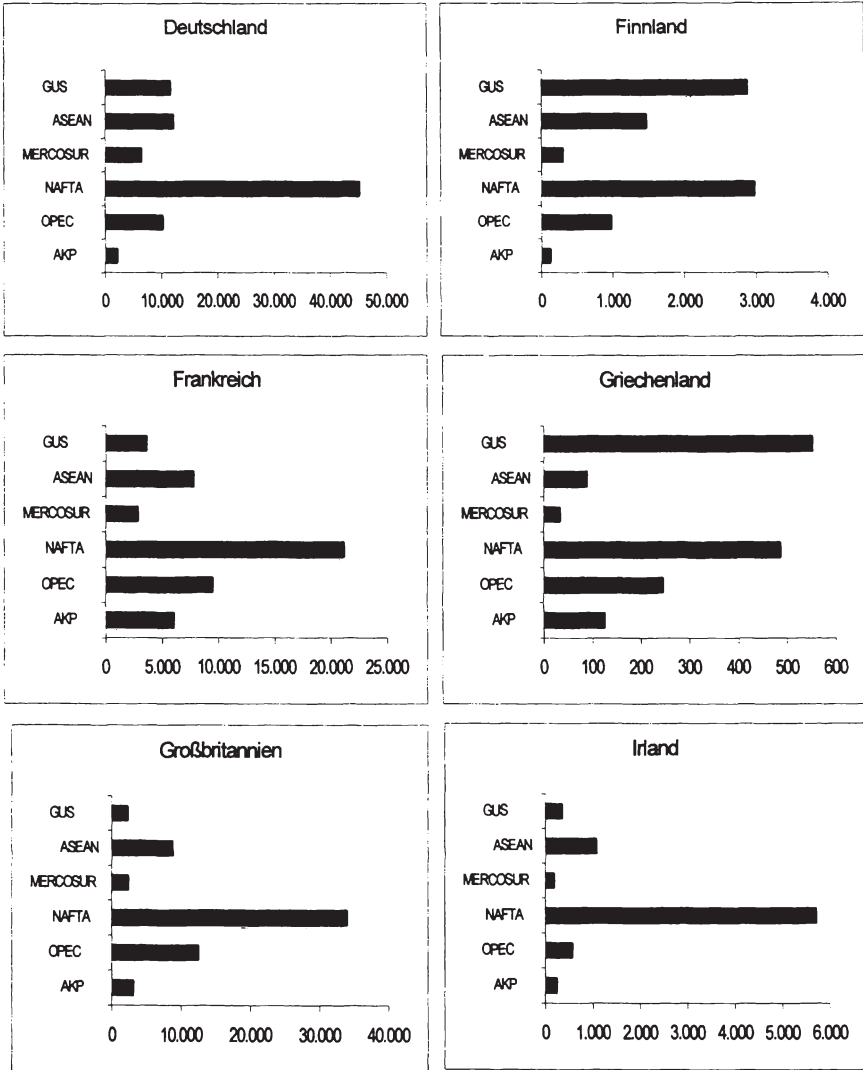 Deutschland
GUS
ASEAN
MERCOSUR
NAFTA
OPEC
AKP
0 10.000 20.000 30.000 40.000 50.000
Finnland
GUS
ASEAN
MERCOSUR
NAFTA
OPEC
AKP
0 1.000 2.000 3.000 4.000
Frankreich
GUS
ASEAN
MERCOSUR
NAFTA
OPEC
AKP
0 5.000 10.000 15.000 20.000 25.000
Griechenland
GUS
ASEAN
MERCOSUR
NAFTA
OPEC
AKP
0 100 200 300 400 500 600
Großbritannien
GUS
ASEAN
MERCOSUR
NAFTA
OPEC
AKP
0 10.000 20.000 30.000 40.000
Irland
GUS
ASEAN
MERCOSUR
NAFTA
OPEC
AKP
0 1.000 2.000 3.000 4.000 5.000 6.000